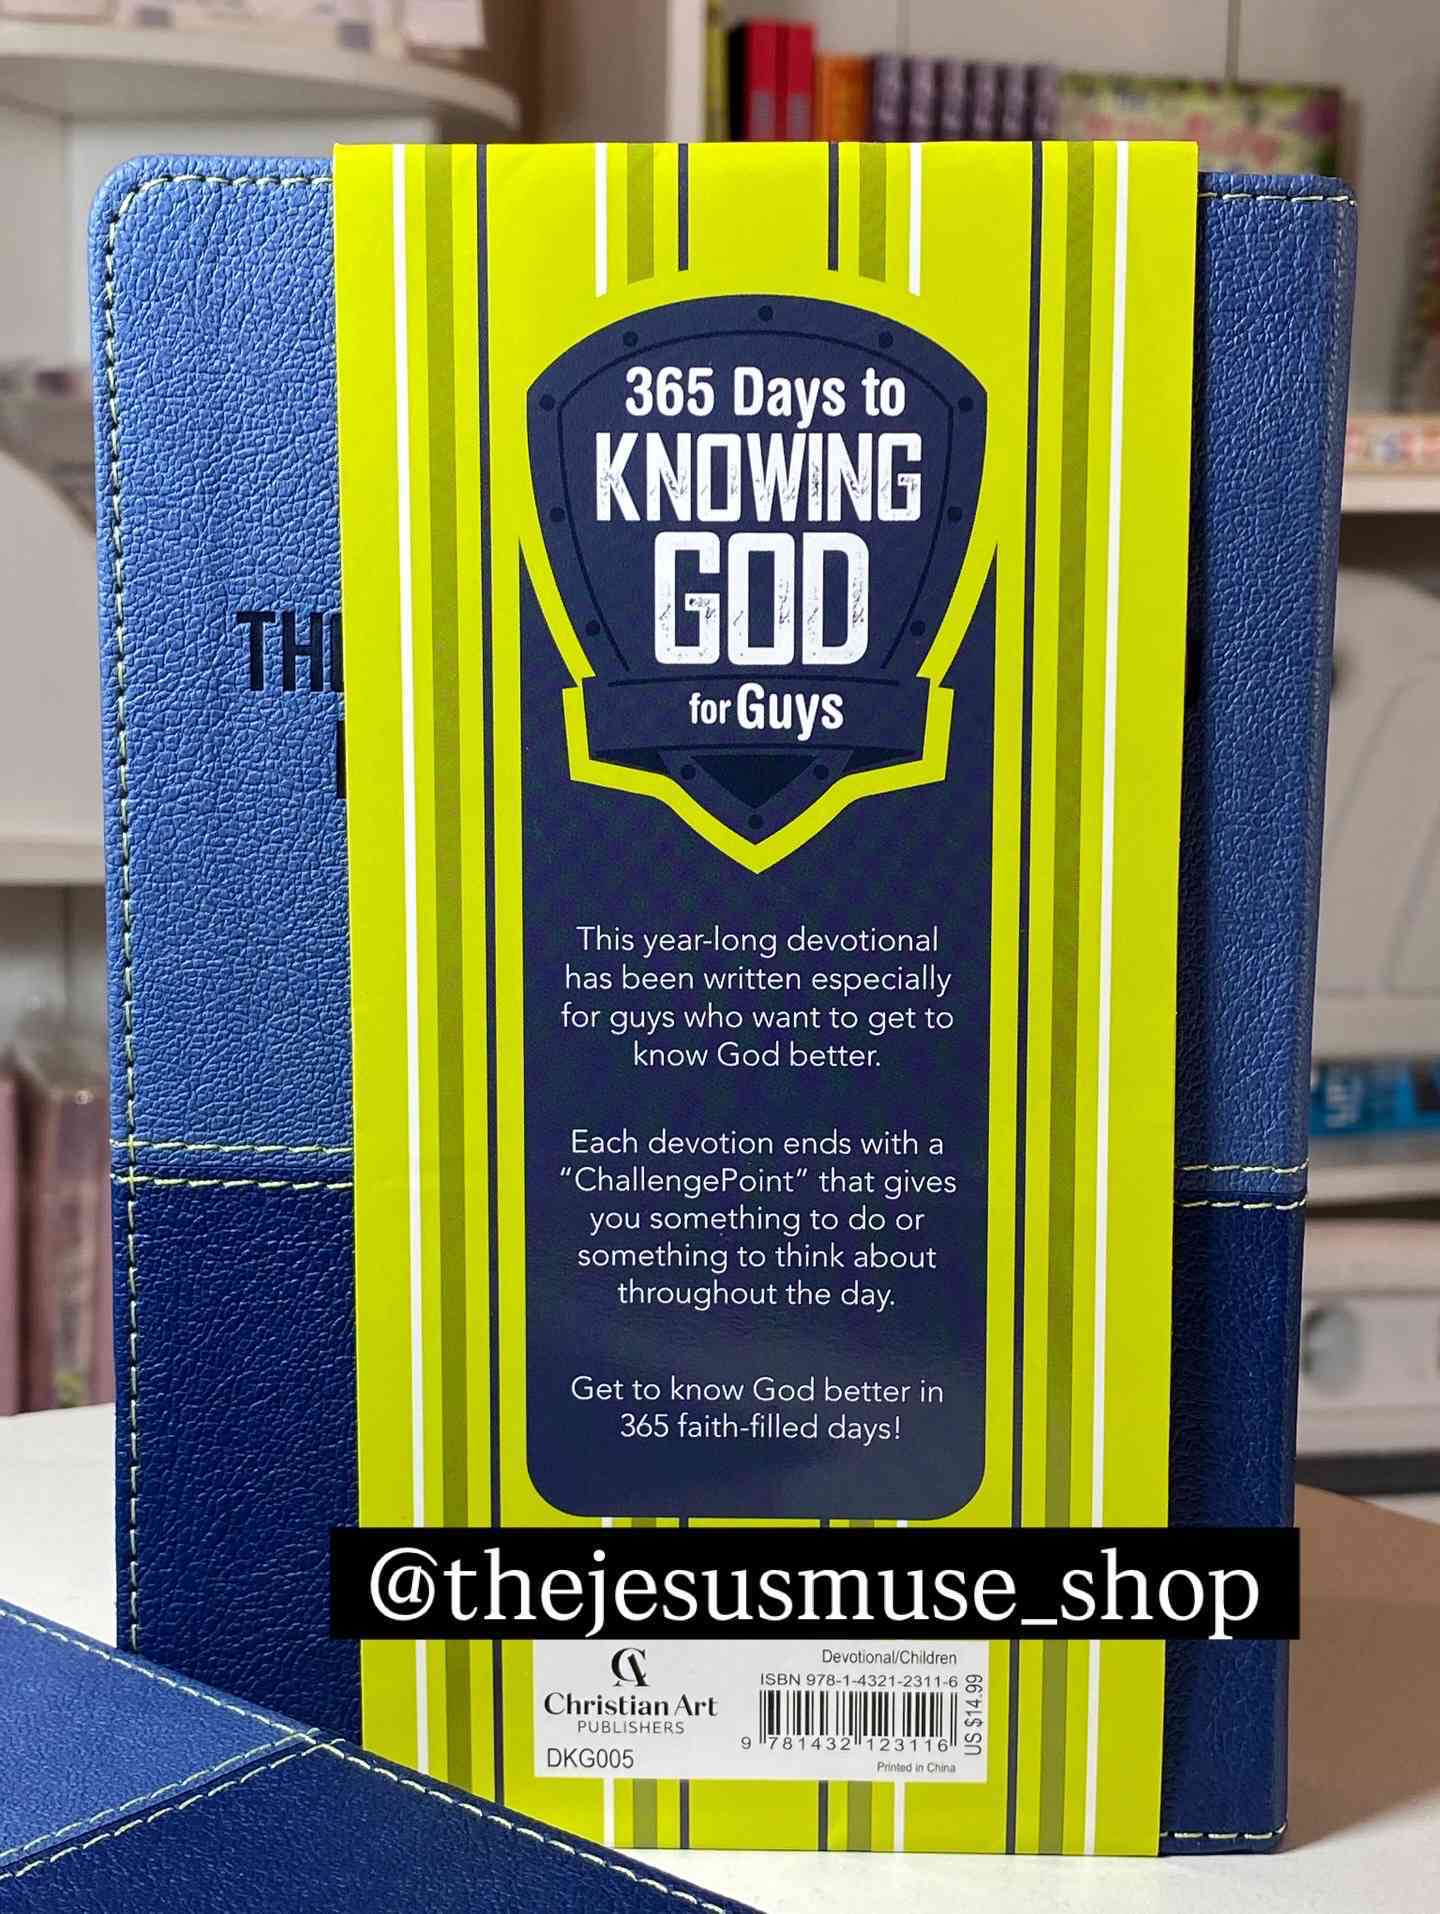 365 Days to
KNOWING
GOD
for Guys
This year-long devotional
has been written especially
for guys who want to get to
know God better.
Each devotion ends with a
“ChallengePoint” that gives
you something to do or
something to think about
throughout the day.
Get to know God better in
365 faith-filled days!
@thejesusmuse_shop
CA
Christian Art
PUBLISHERS
DKG005
Devotional/Children
ISBN 978-1-4321-2311-6
9 781432 123116
US $14.99
Printed in China